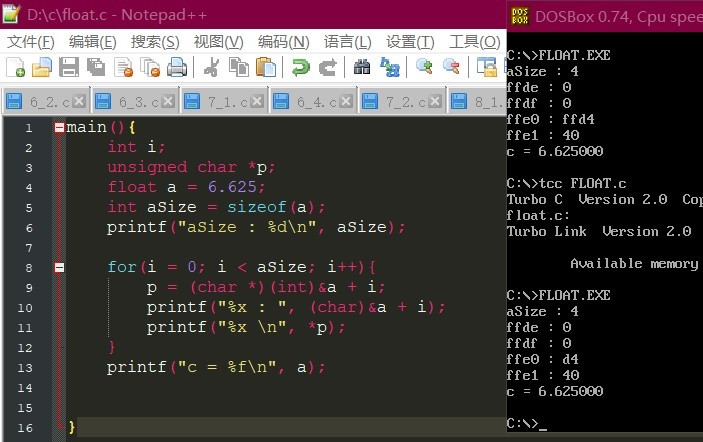 D:\c\float.c - Notepad++
文件(F) 编辑(E) 搜索(S) 视图(V) 编码(N) 语言(L) 设置(T) 工具(O)
6_2.c 6_3.c 7_1.c 6_4.c 7_2.c 8_1.
1 main(){
2 int i;
3 unsigned char *p;
4 float a = 6.625;
5 int aSize = sizeof(a);
6 printf("aSize : %d\n", aSize);
7
8 for(i = 0; i < aSize; i++){
9 p = (char *)(int)&a + i;
10 printf("%x : ", (char)&a + i);
11 printf("%x \n", *p);
12 }
13 printf("c = %f\n", a);
14
15
16 }
DOS BOX
DOSBox 0.74, Cpu spee
C:\>FLOAT.EXE
aSize : 4
ffde : 0
ffdf : 0
ffe0 : ffd4
ffe1 : 40
c = 6.625000
C:\>tcc FLOAT.c
Turbo C Version 2.0 Cop
float.c:
Turbo Link Version 2.0
Available memory
C:\>FLOAT.EXE
aSize : 4
ffde : 0
ffdf : 0
ffe0 : d4
ffe1 : 40
c = 6.625000
C:\>_